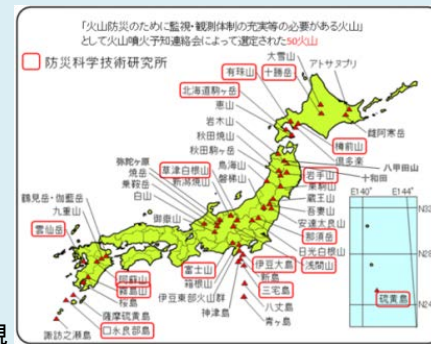 「火山防災のために監視・観測体制の充実等の必要がある火山」
として火山噴火予知連絡会によって選定された50火山
防災科学技術研究所
大雪山
有珠山
十勝岳
アトサヌプリ
北海道駒ヶ岳
恵山
岩木山
雌阿寒岳
秋田焼山
樽前山
秋田駒ヶ岳
倶多楽
弥陀ヶ原
八甲田山
鳥海山
十和田
焼岳
草津白根山
磐梯山
岩手山
乗鞍岳
新潟焼山
栗駒山
白山
蔵王山
鶴見岳・伽藍岳
御嶽山
吾妻山
九重山
安達太良山
雲仙岳
那須岳
日光白根山
富士山
伊豆大島
浅間山
阿蘇山
新島
霧島山
箱根山
三宅島
桜島
伊豆東部火山群
八丈島
薩摩硫黄島
神津島
青ヶ島
口永良部島
諏訪之瀬島
E140°
E144°
硫黄島
観